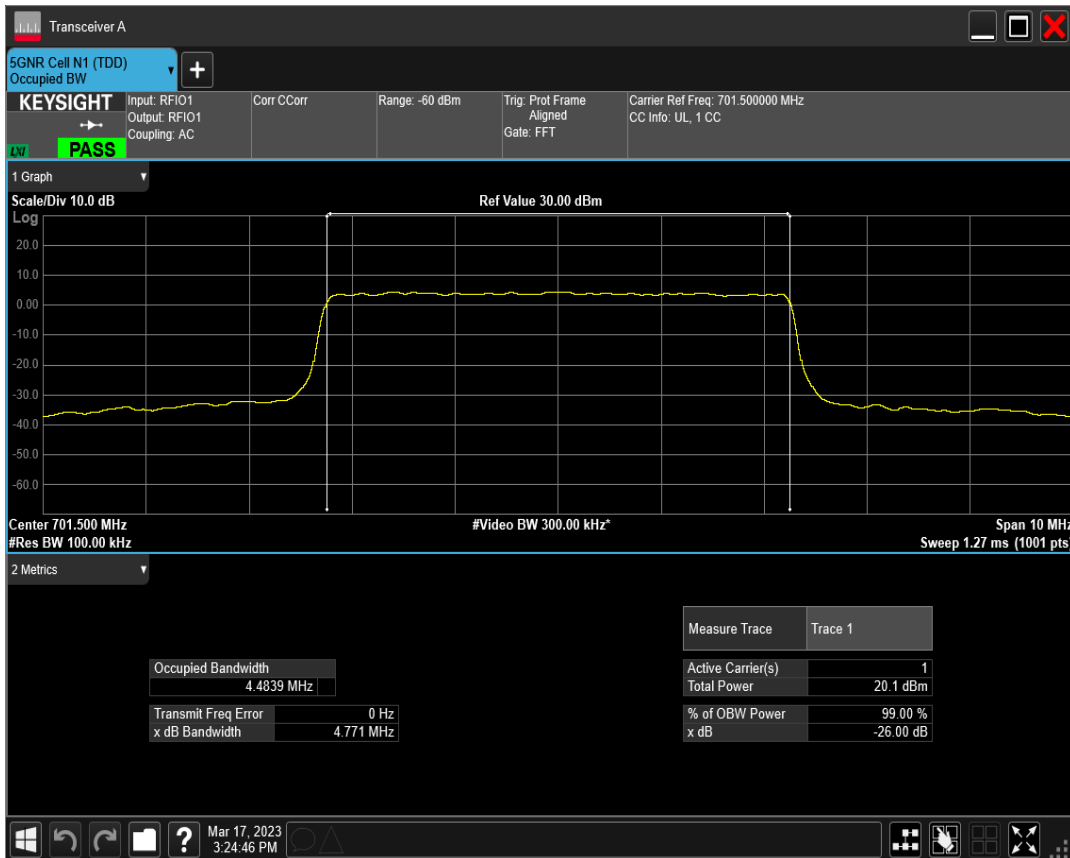 Transceiver A
5GNR Cell N1 (TDD)
Occupied BW
+
KEYSIGHT
LXI
PASS
Input: RFIO1
Output: RFIO1
Coupling: AC
Corr CCorr
Range: -60 dBm
Trig: Prot Frame
Aligned
Gate: FFT
Carrier Ref Freq: 701.500000 MHz
CC Info: UL, 1 CC
1 Graph
Scale/Div 10.0 dB
Ref Value 30.00 dBm
Log
20.0
10.0
0.00
-10.0
-20.0
-30.0
-40.0
-50.0
-60.0
Center 701.500 MHz
#Video BW 300.00 kHz*
Span 10 MHz
#Res BW 100.00 kHz
Sweep 1.27 ms (1001 pts)
2 Metrics
Measure Trace Trace 1
Occupied Bandwidth
4.4839 MHz
Active Carrier(s) 1
Total Power 20.1 dBm
Transmit Freq Error 0 Hz
x dB Bandwidth 4.771 MHz
% of OBW Power 99.00 %
x dB -26.00 dB
?
Mar 17, 2023
3:24:46 PM